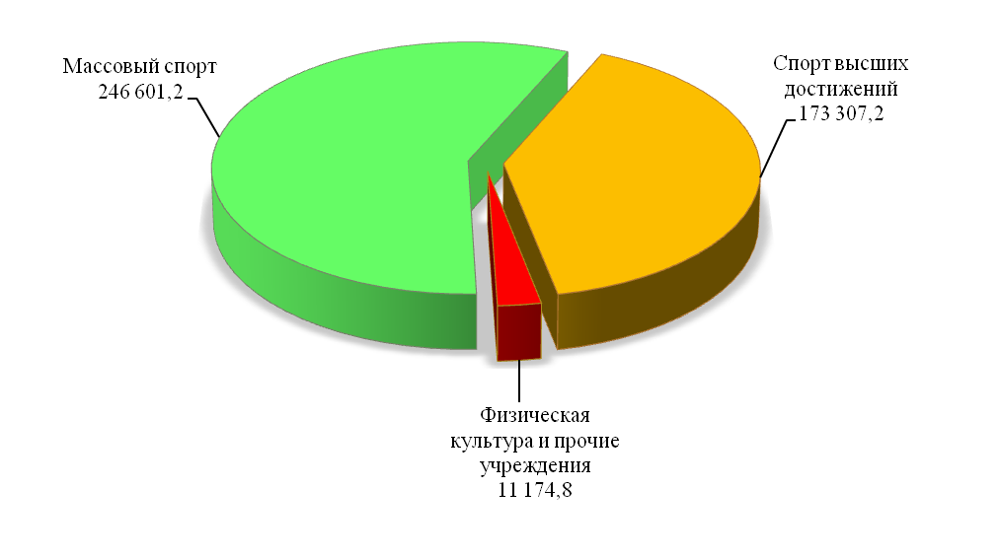 Массовый спорт
246 601,2
Спорт высших
достижений
173 307,2
Физическая
культура и прочие
учреждения
11 174,8